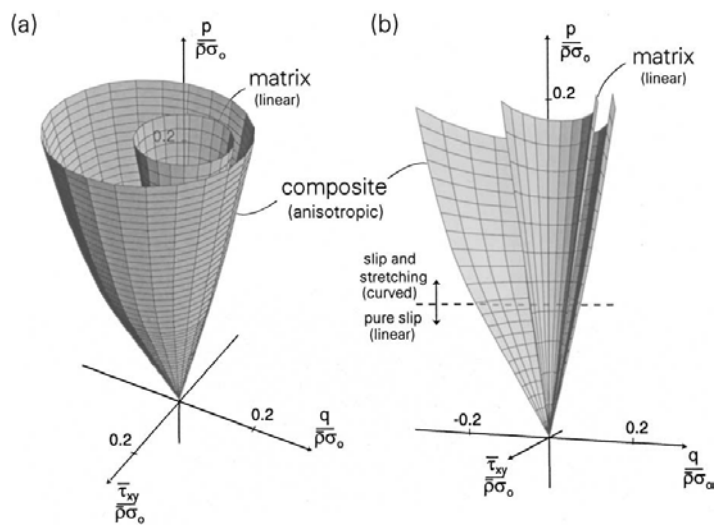 (a)
p
ρ̄σₒ
matrix
(linear)
0.2
composite
(anisotropic)
0.2
q
ρ̄σₒ
0.2
τ̄xy
ρ̄σₒ
(b)
p
ρ̄σₒ
matrix
(linear)
0.2
slip and
stretching
(curved)
pure slip
(linear)
-0.2
0.2
τ̄xy
ρ̄σₒ
q
ρ̄σα